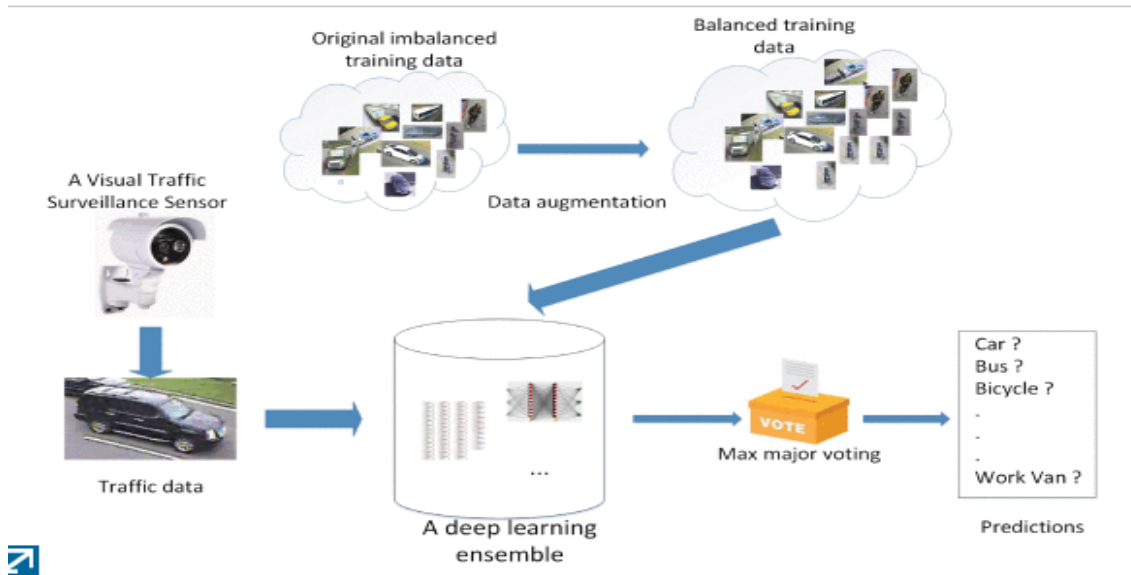 Original imbalanced
training data
Balanced training
data
Data augmentation
A Visual Traffic
Surveillance Sensor
Traffic data
...
A deep learning
ensemble
VOTE
Max major voting
Car ?
Bus ?
Bicycle ?
.
.
.
Work Van ?
Predictions